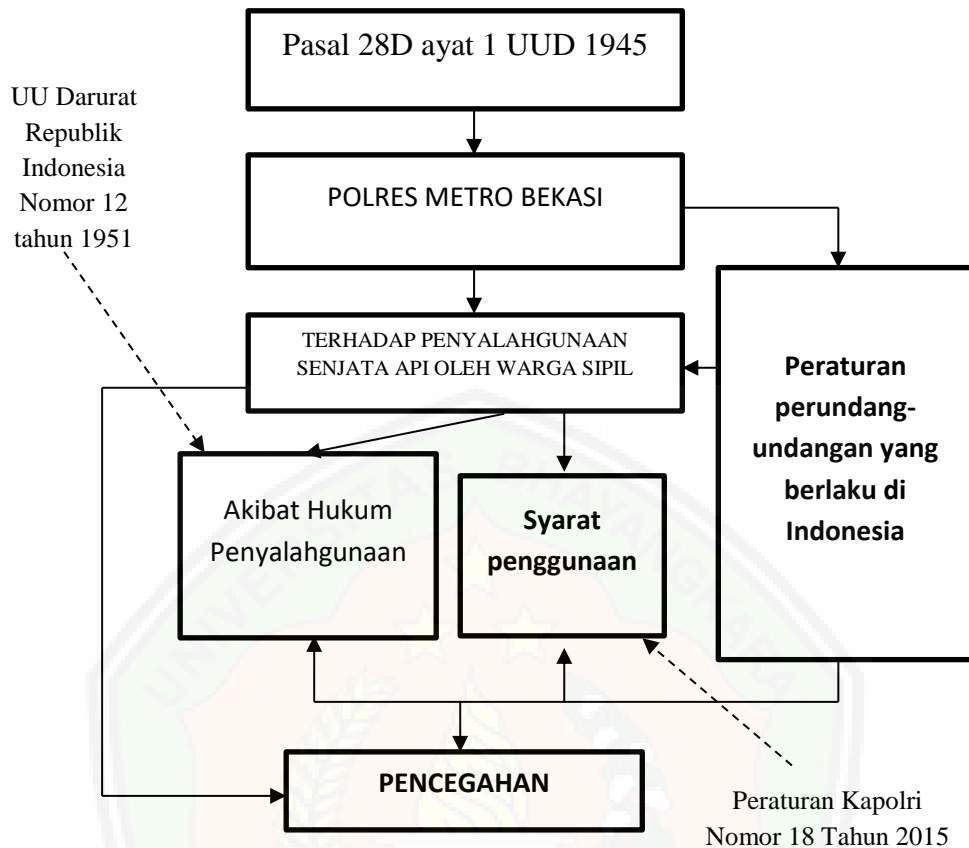 Pasal 28D ayat 1 UUD 1945
UU Darurat
Republik
Indonesia
Nomor 12
tahun 1951
POLRES METRO BEKASI
TERHADAP PENYALAHGUNAAN
SENJATA API OLEH WARGA SIPIL
Peraturan
perundang-
undangan yang
berlaku di
Indonesia
Akibat Hukum
Penyalahgunaan
Syarat
penggunaan
PENCEGAHAN
Peraturan Kapolri
Nomor 18 Tahun 2015